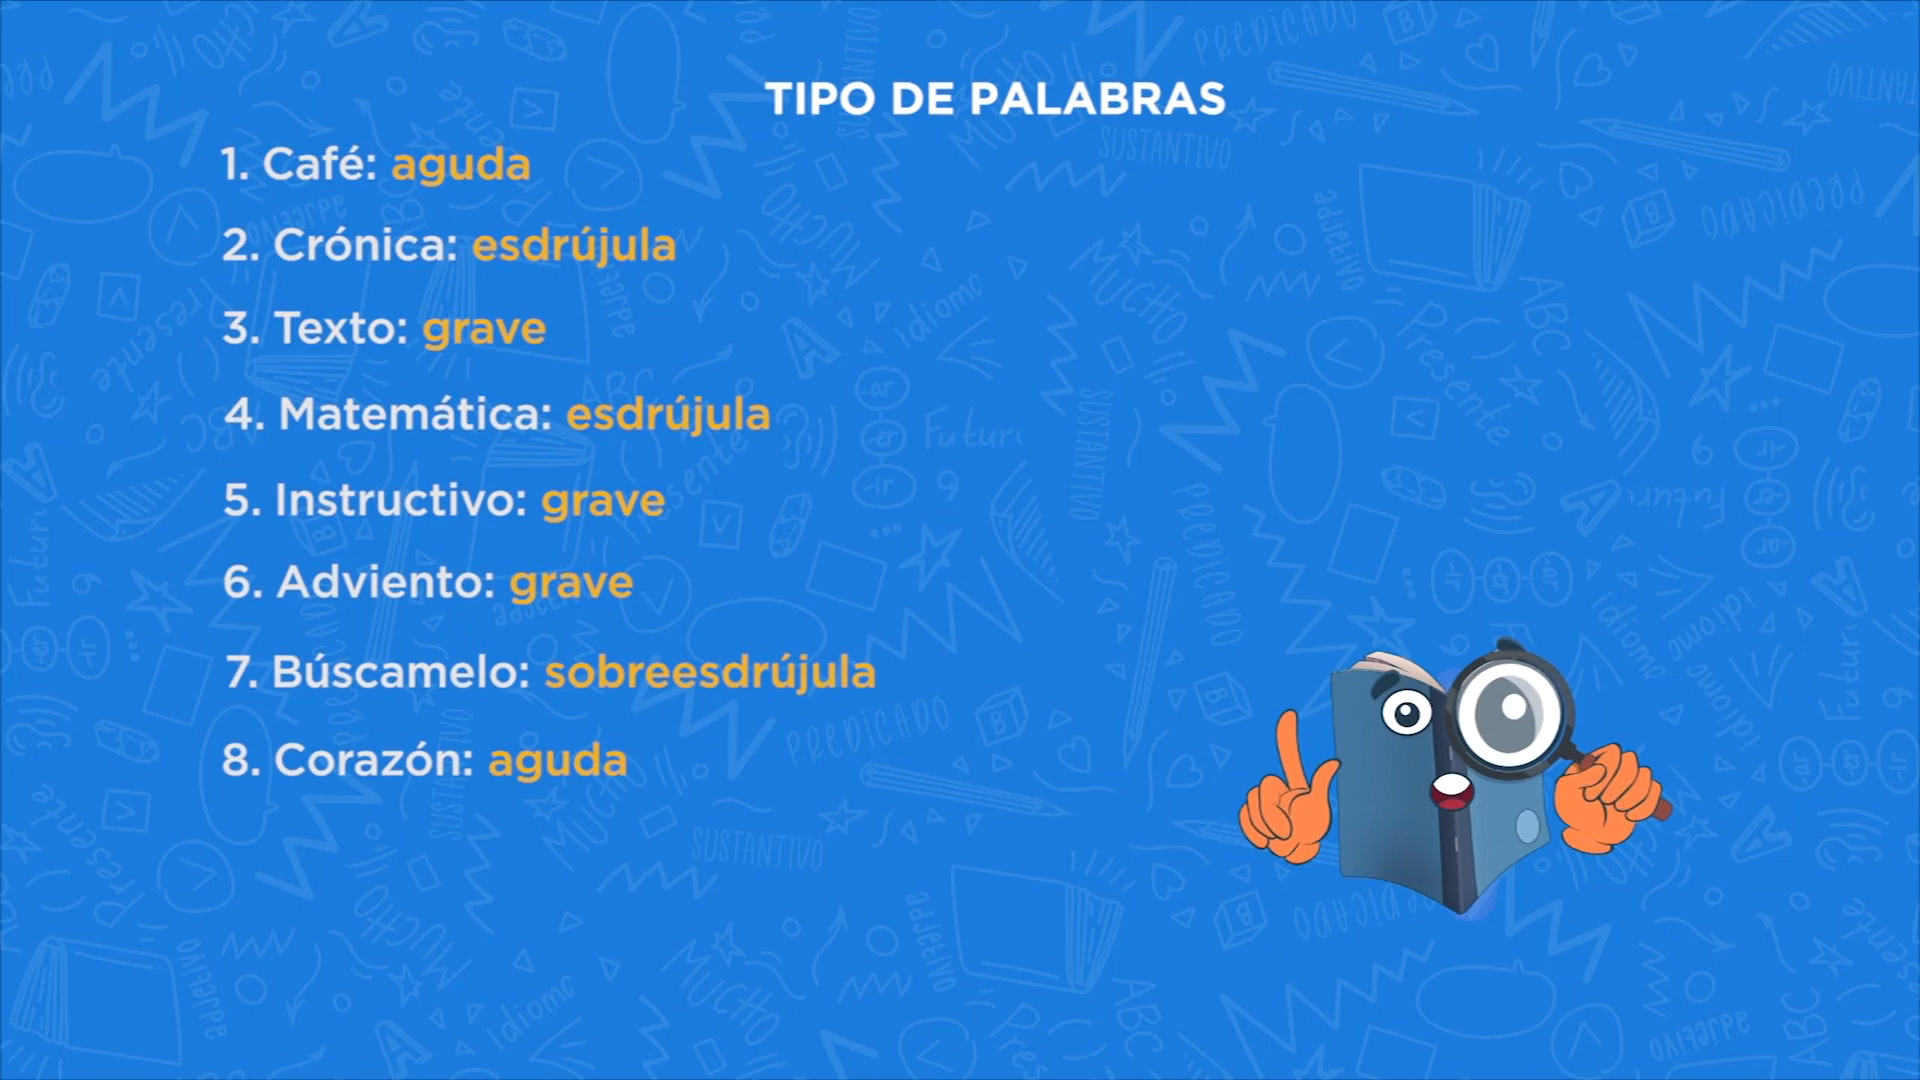 TIPO DE PALABRAS
1. Café: aguda
2. Crónica: esdrújula
3. Texto: grave
4. Matemática: esdrújula
5. Instructivo: grave
6. Adviento: grave
7. Búscamelo: sobreesdrújula
8. Corazón: aguda